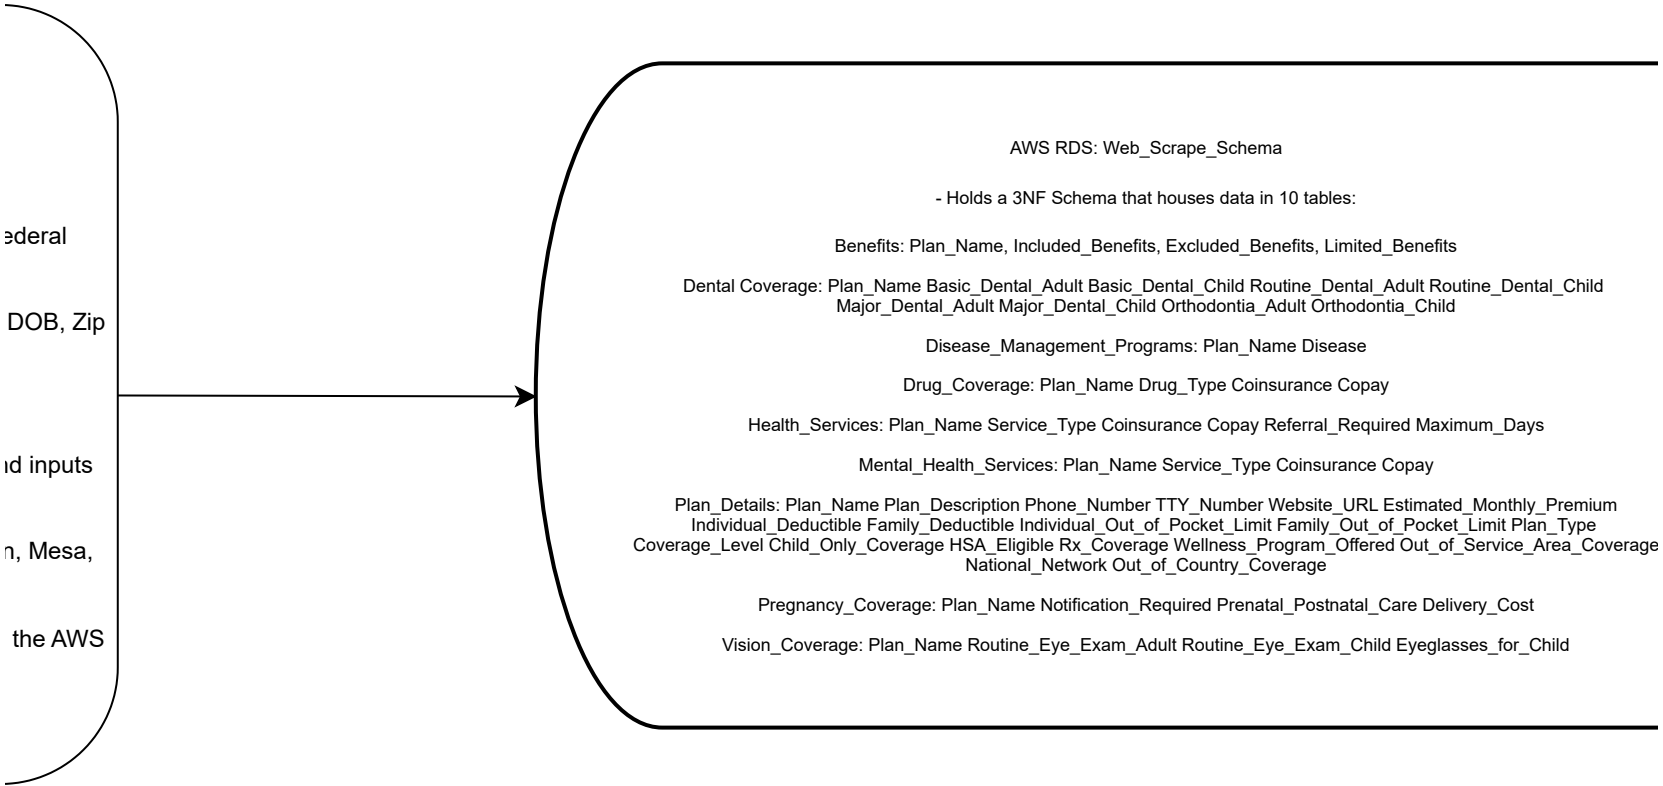 DOB, Zip
inputs
Mesa,
the AWS
AWS RDS: Web_Scrape_Schema
- Holds a 3NF Schema that houses data in 10 tables:
Benefits: Plan_Name, Included_Benefits, Excluded_Benefits, Limited_Benefits
Dental Coverage: Plan_Name Basic_Dental_Adult Basic_Dental_Child Routine_Dental_Adult Routine_Dental_Child
Major_Dental_Adult Major_Dental_Child Orthodontia_Adult Orthodontia_Child
Disease_Management_Programs: Plan_Name Disease
Drug_Coverage: Plan_Name Drug_Type Coinsurance Copay
Health_Services: Plan_Name Service_Type Coinsurance Copay Referral_Required Maximum_Days
Mental_Health_Services: Plan_Name Service_Type Coinsurance Copay
Plan_Details: Plan_Name Plan_Description Phone_Number TTY_Number Website_URL Estimated_Monthly_Premium
Individual_Deductible Family_Deductible Individual_Out_of_Pocket_Limit Family_Out_of_Pocket_Limit Plan_Type
Coverage_Level Child_Only_Coverage HSA_Eligible Rx_Coverage Wellness_Program_Offered Out_of_Service_Area_Coverage
National_Network Out_of_Country_Coverage
Pregnancy_Coverage: Plan_Name Notification_Required Prenatal_Postnatal_Care Delivery_Cost
Vision_Coverage: Plan_Name Routine_Eye_Exam_Adult Routine_Eye_Exam_Child Eyeglasses_for_Child